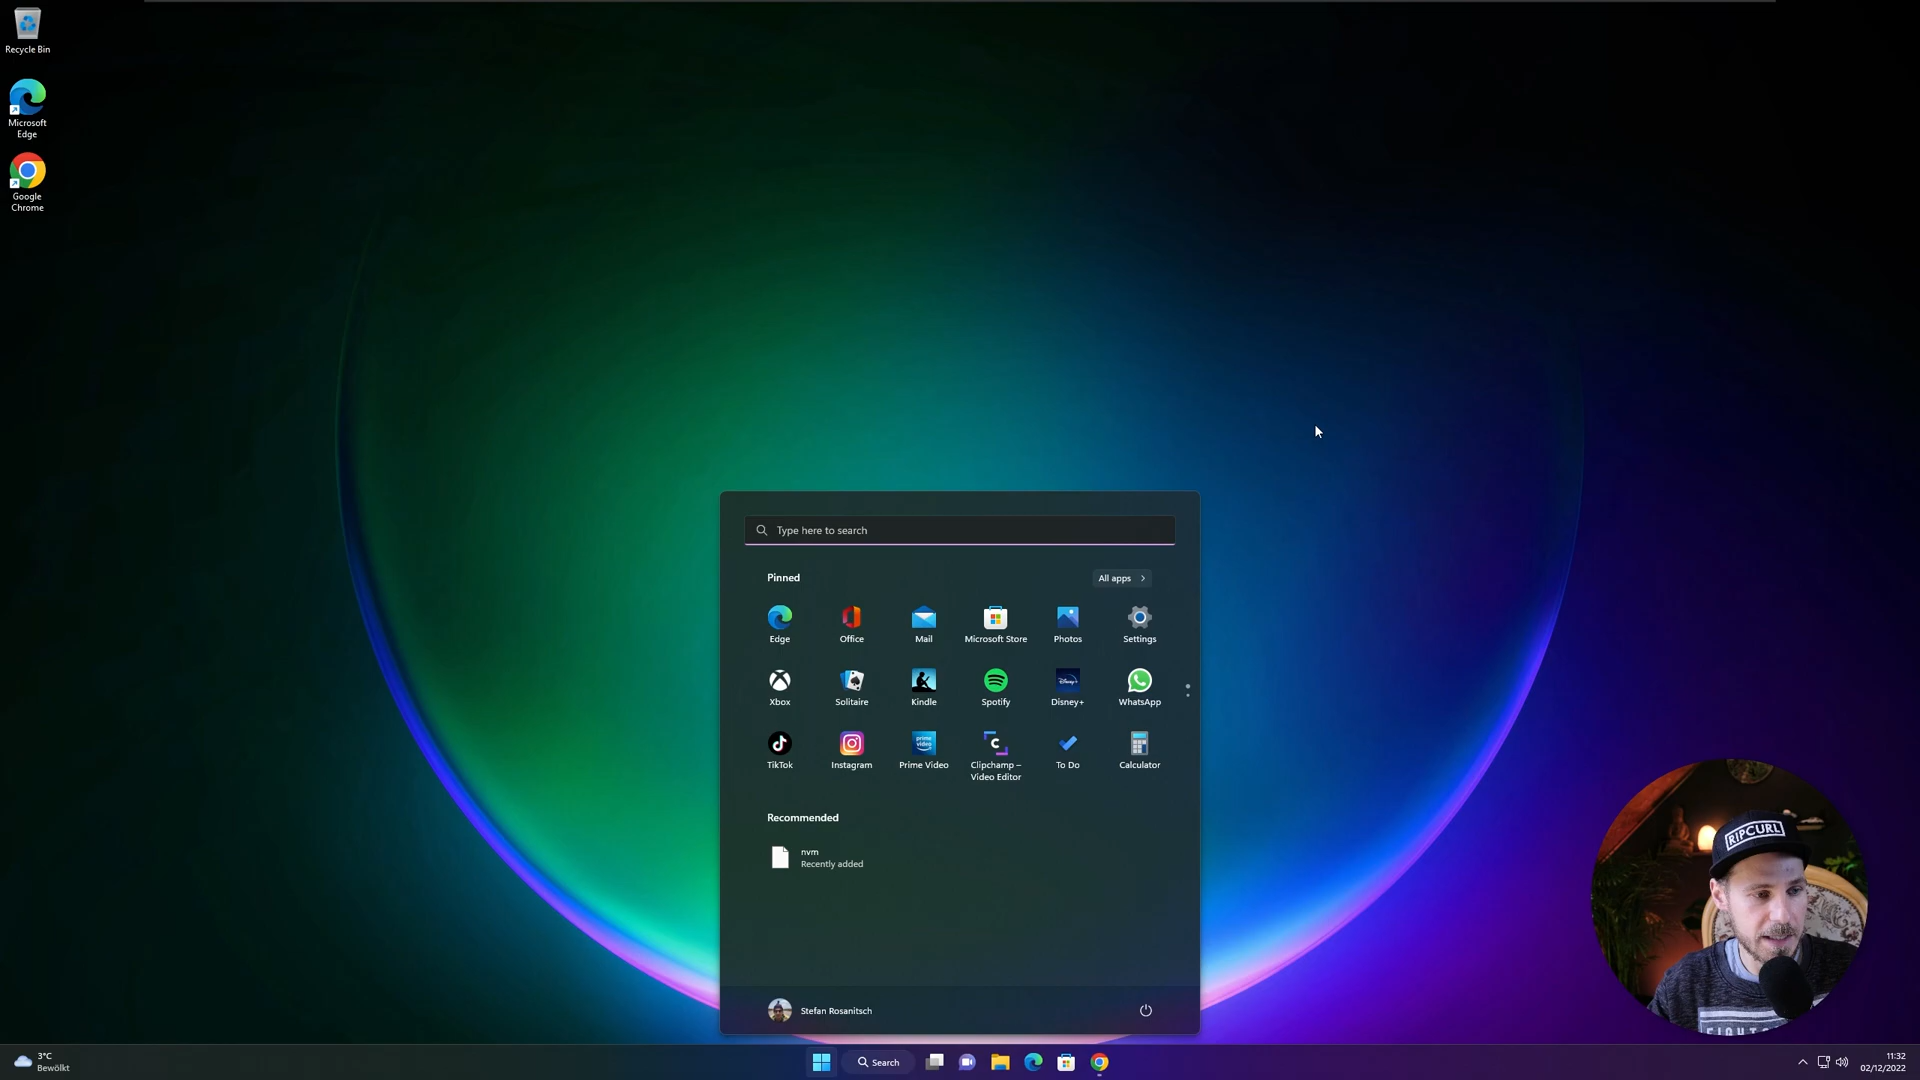 Recycle Bin
Microsoft
Edge
Google
Chrome
Type here to search
Pinned
All apps
Edge
Office
Mail
Microsoft Store
Photos
Settings
Xbox
Solitaire
Kindle
Spotify
Disney+
WhatsApp
TikTok
Instagram
Prime Video
Clipchamp –
Video Editor
To Do
Calculator
Recommended
nvm
Recently added
Stefan Rosanitsch
RIPCURL
3°C
Bewölkt
Search
11:32
02/12/2022